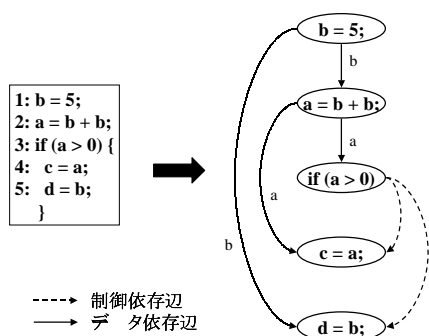 1: b = 5;
2: a = b + b;
3: if (a > 0) {
4: c = a;
5: d = b;
}
b = 5;
b
a = b + b;
a
if (a > 0)
a
b
c = a;
d = b;
制御依存辺
データ依存辺